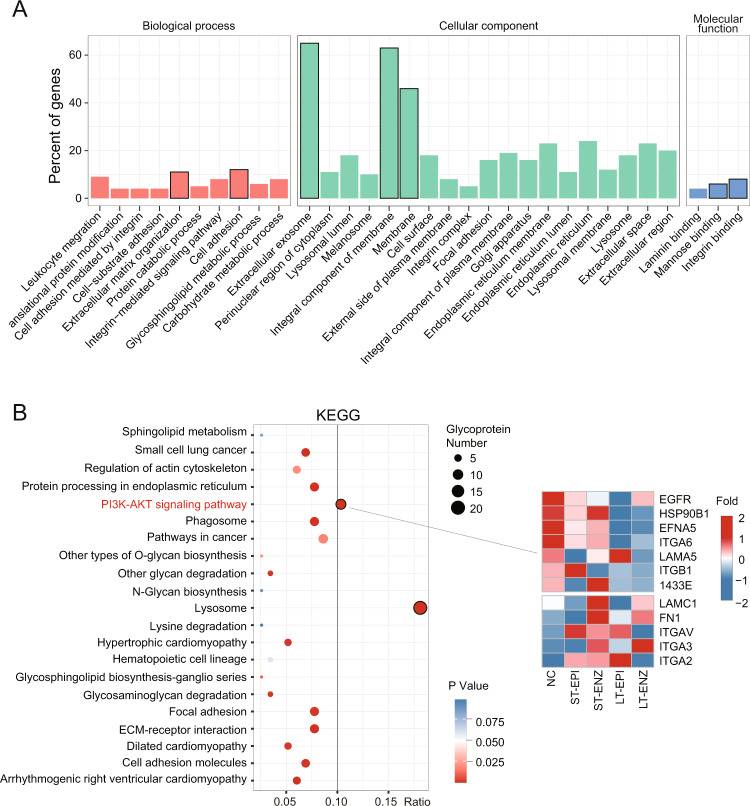 A
Biological process
Cellular component
Molecular
function
Percent of genes
60
40
20
0
Leukocyte megration
anslational protein modification
Cell adhesion mediated by integrin
Cell−substrate adhesion
Extracellular matrix organization
Protein catabolic process
Integrin−mediated signaling pathway
Cell adhesion
Glycosphingolipid metabolic process
Carbohydrate metabolic process
Extracellular exosome
Perinuclear region of cytoplasm
Lysosomal lumen
Melanosome
Integral component of membrane
Membrane
Cell surface
External side of plasma membrane
Integrin complex
Focal adhesion
Integral component of plasma membrane
Golgi apparatus
Endoplasmic reticulum membrane
Endoplasmic reticulum lumen
Endoplasmic reticulum
Lysosomal membrane
Lysosome
Extracellular space
Extracellular region
Laminin binding
Mannose binding
Integrin binding
B
KEGG
Sphingolipid metabolism
Small cell lung cancer
Regulation of actin cytoskeleton
Protein processing in endoplasmic reticulum
PI3K-AKT signaling pathway
Phagosome
Pathways in cancer
Other types of O-glycan biosynthesis
Other glycan degradation
N-Glycan biosynthesis
Lysosome
Lysine degradation
Hypertrophic cardiomyopathy
Hematopoietic cell lineage
Glycosphingolipid biosynthesis-ganglio series
Glycosaminoglycan degradation
Focal adhesion
ECM-receptor interaction
Dilated cardiomyopathy
Cell adhesion molecules
Arrhythmogenic right ventricular cardiomyopathy
0.05
0.10
0.15
Ratio
Glycoprotein
Number
5
10
15
20
P Value
0.075
0.050
0.025
EGFR
HSP90B1
EFNA5
ITGA6
LAMA5
ITGB1
1433E
LAMC1
FN1
ITGAV
ITGA3
ITGA2
NC
ST-EPI
ST-ENZ
LT-EPI
LT-ENZ
Fold
2
1
0
−1
−2